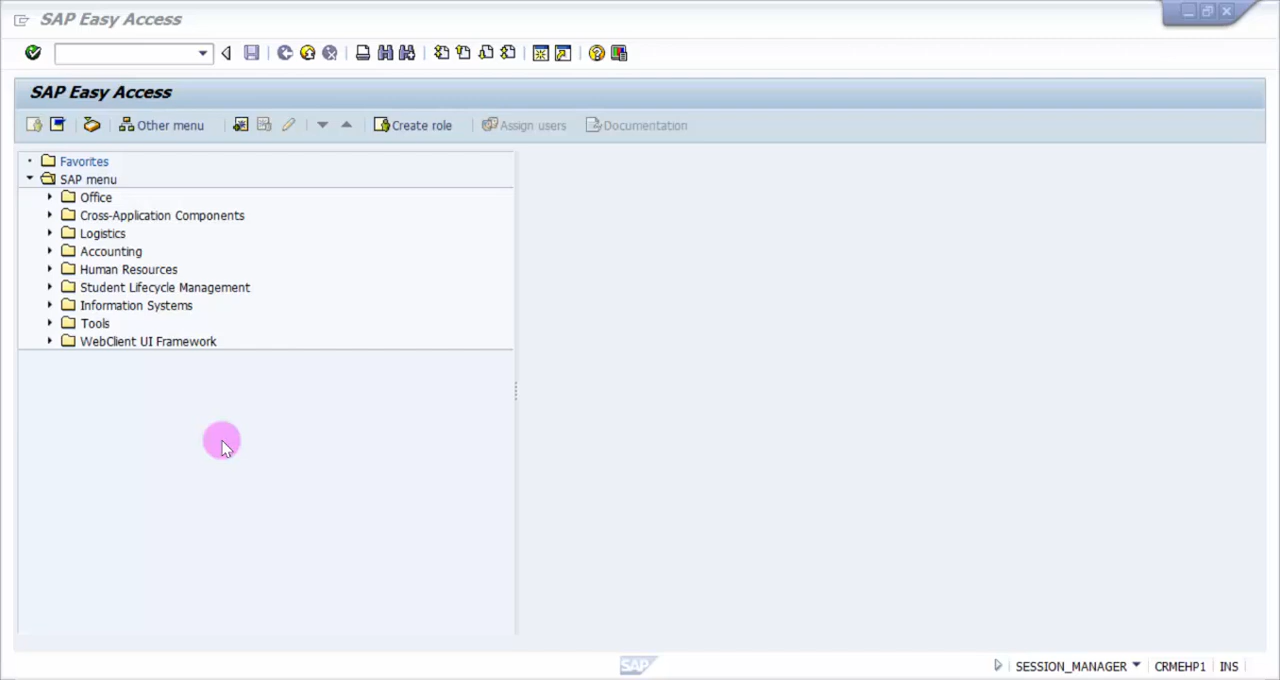 SAP Easy Access
SAP Easy Access
Other menu Create role Assign users Documentation
Favorites
SAP menu
Office
Cross-Application Components
Logistics
Accounting
Human Resources
Student Lifecycle Management
Information Systems
Tools
WebClient UI Framework
SAP SESSION_MANAGER CRMEHP1 INS